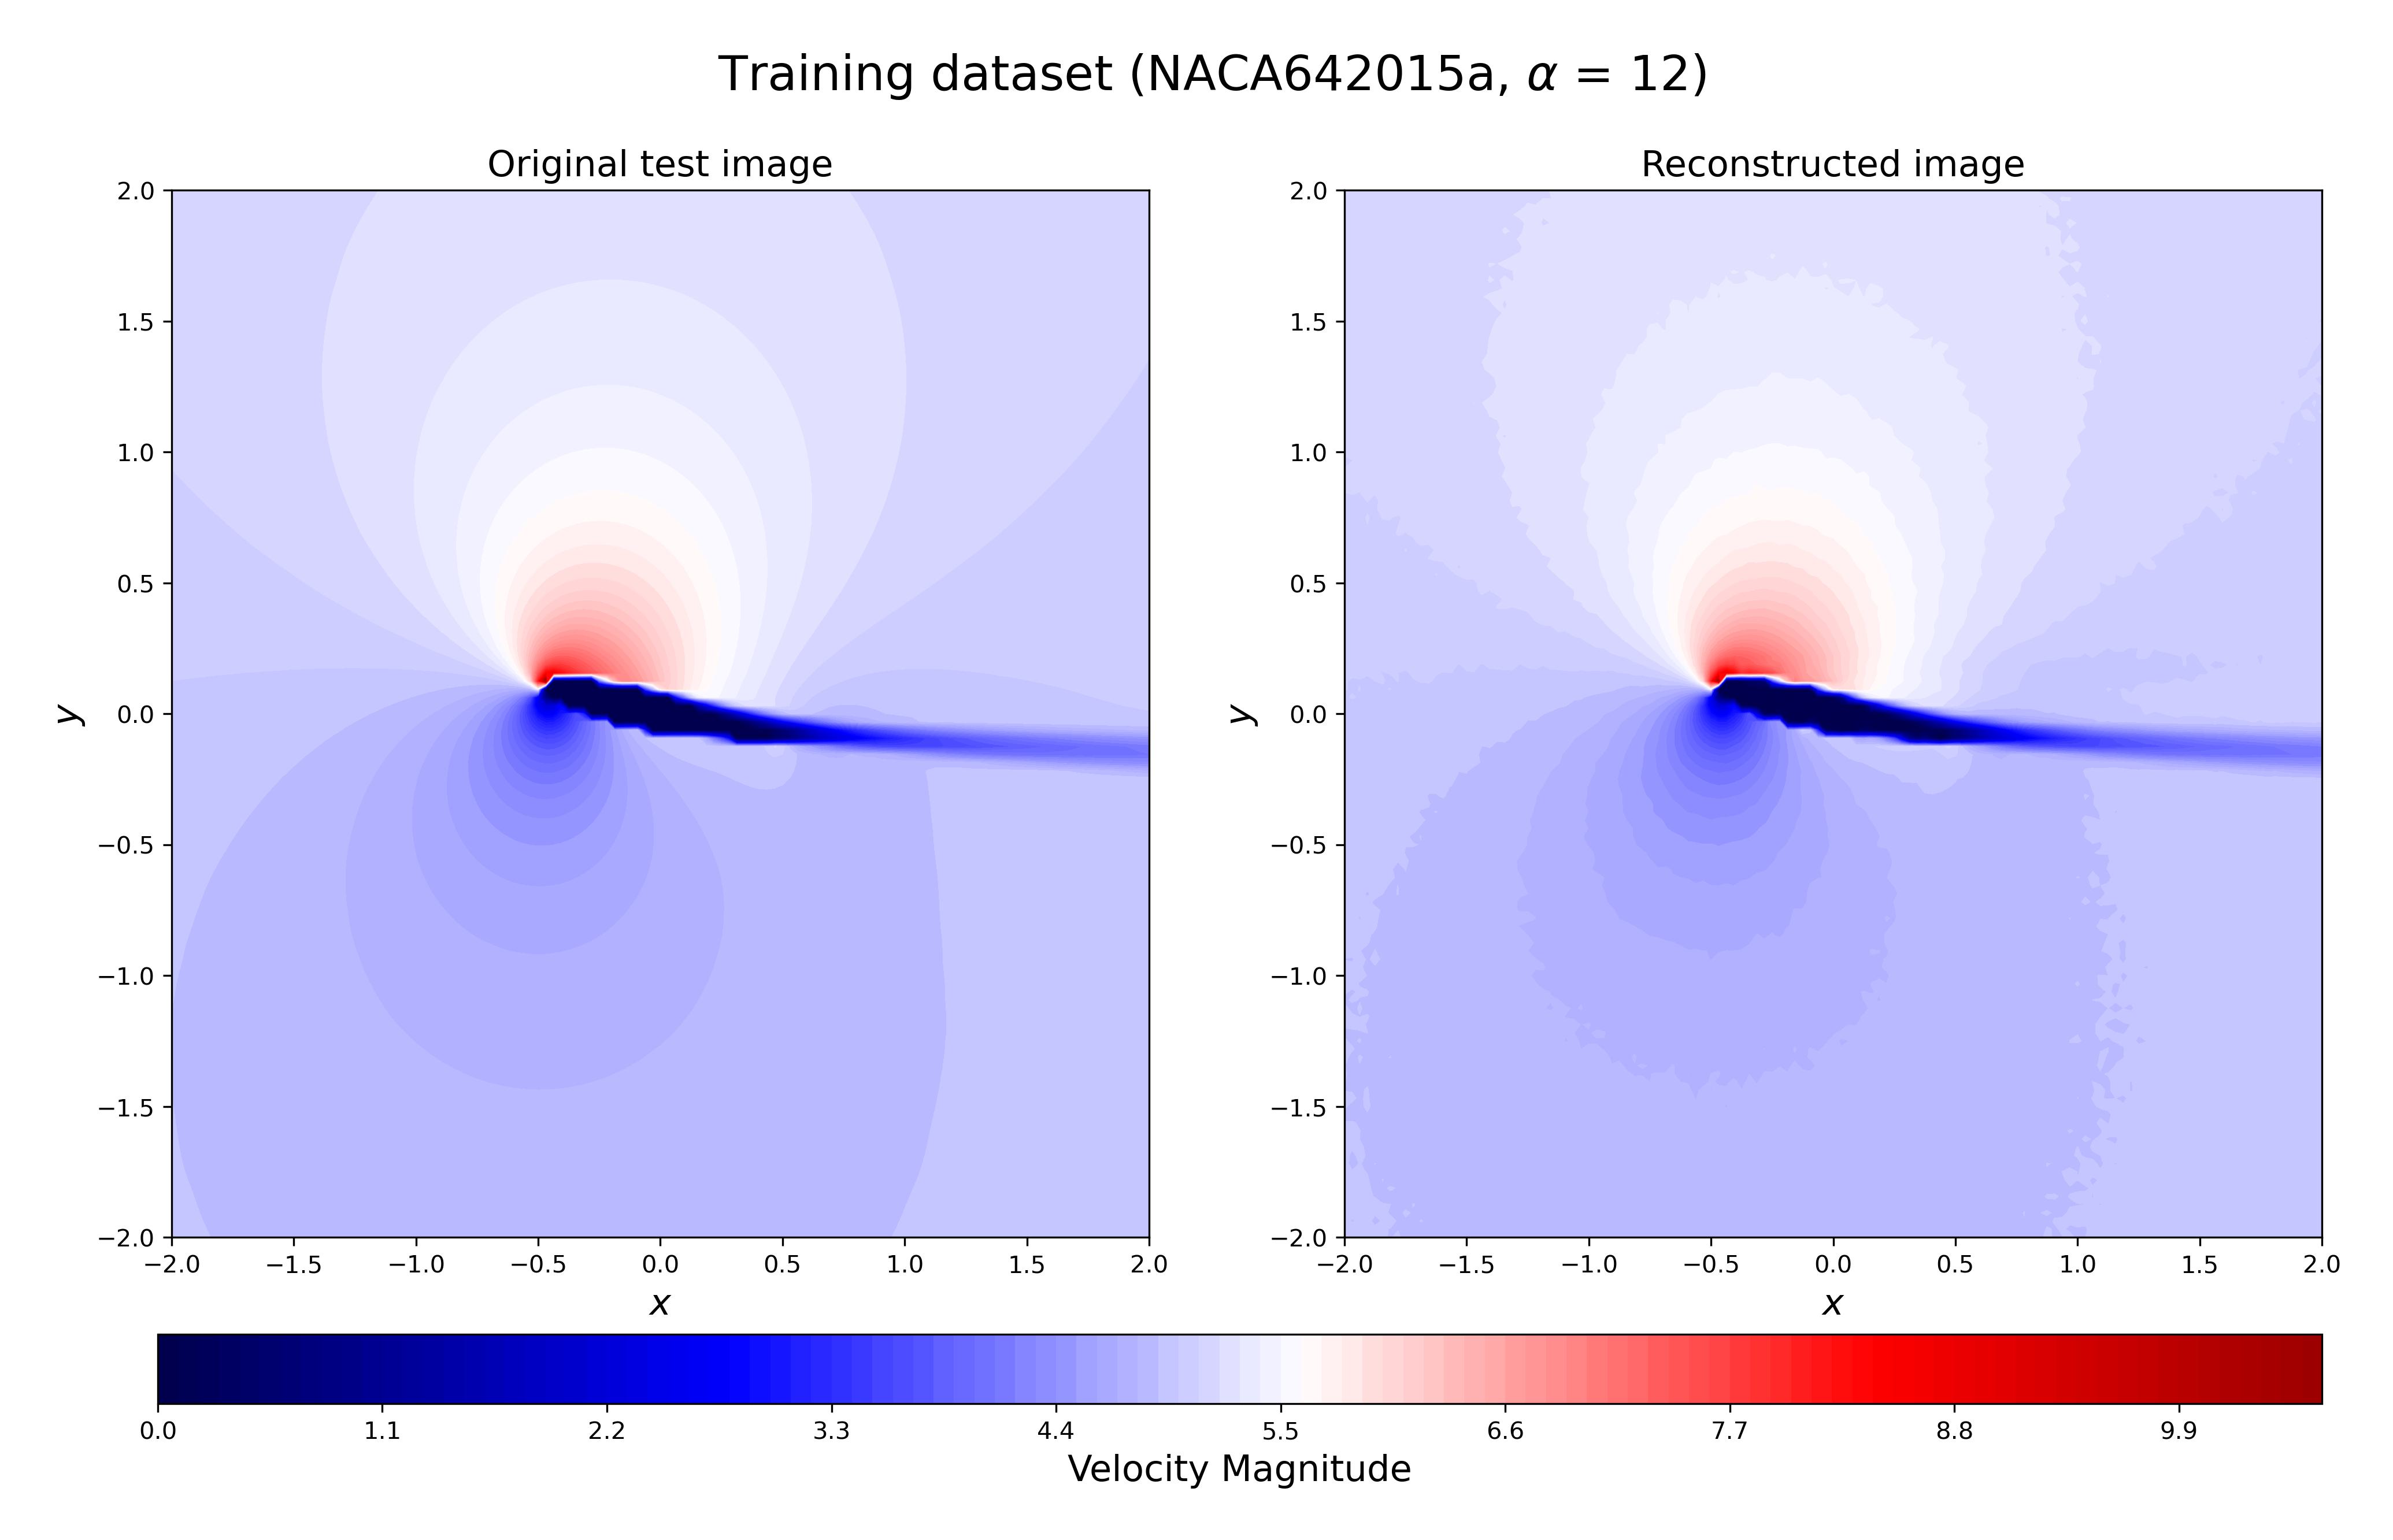 Training dataset (NACA642015a, α = 12)
Original test image
Reconstructed image
2.0
1.5
1.0
0.5
0.0
−0.5
−1.0
−1.5
−2.0
y
2.0
1.5
1.0
0.5
0.0
−0.5
−1.0
−1.5
−2.0
y
−2.0 −1.5 −1.0 −0.5 0.0 0.5 1.0 1.5 2.0
x
−2.0 −1.5 −1.0 −0.5 0.0 0.5 1.0 1.5 2.0
x
0.0 1.1 2.2 3.3 4.4 5.5 6.6 7.7 8.8 9.9
Velocity Magnitude